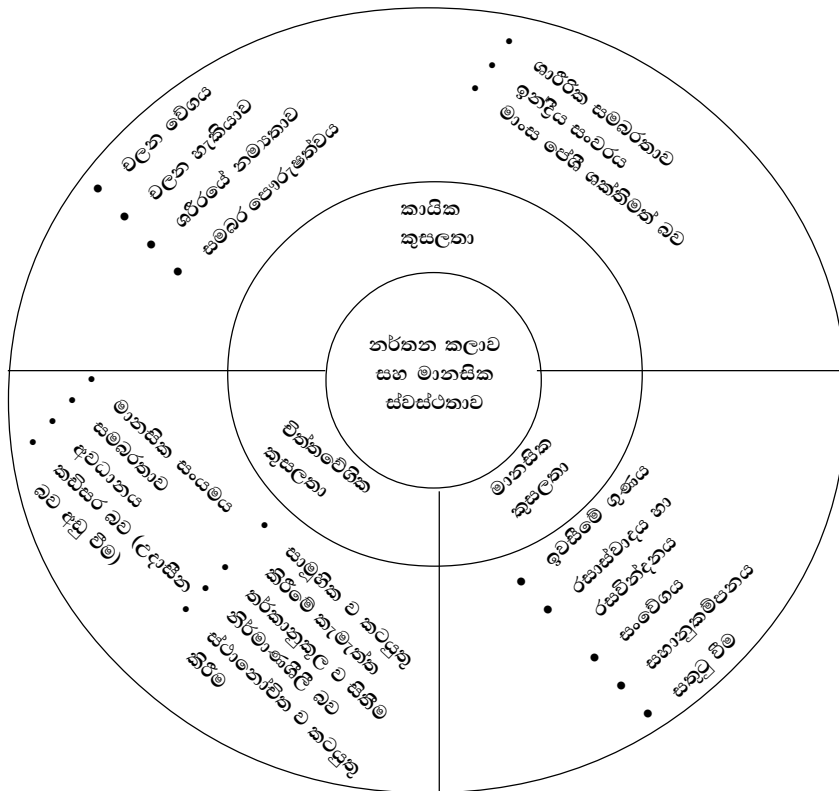 චලන වේගය
චලන හැකියාව
ශරීරයේ නම්‍යතාව
සමබර පෞරුෂත්වය
ශාරීරික සමබරතාව
ඉන්ද්‍රිය සංවරය
මාංස පේශී ශක්තිමත් බව
කායික
කුසලතා
නර්තන කලාව
සහ මානසික
ස්වස්ථතාව
චිත්තවේගික
කුසලතා
මානසික
කුසලතා
මානසික සංයමය
සමබරතාව
අවධානය
කඩිසර බව (උදාසීන
බව අඩු වීම)
සාමූහික ව කටයුතු
කිරීමේ කැමැත්ත
තර්කානුකූල ව සිතීම
නිර්මාණශීලී බව
ස්ථානෝචිත ව කටයුතු
කිරීම
ඉවසීමේ ගුණය
රසාස්වාදය හා
රසවින්දනය
සංවේගය
සහානුකම්පනය
සතුටු වීම